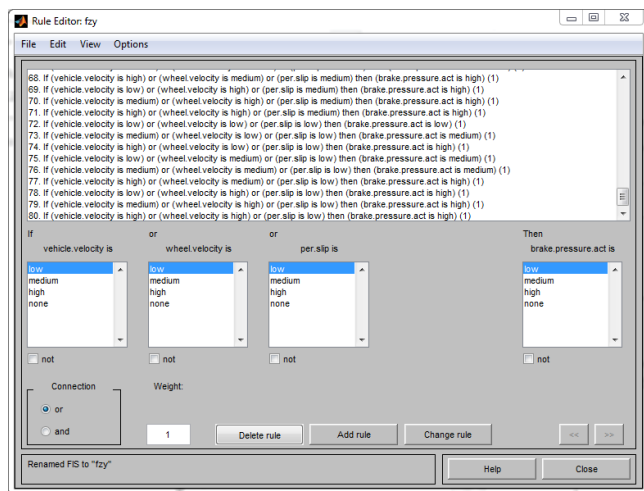 Rule Editor: fzy
File Edit View Options
68. If (vehicle.velocity is high) or (wheel.velocity is medium) or (per.slip is medium) then (brake.pressure.act is high) (1)
69. If (vehicle.velocity is low) or (wheel.velocity is high) or (per.slip is medium) then (brake.pressure.act is high) (1)
70. If (vehicle.velocity is medium) or (wheel.velocity is high) or (per.slip is medium) then (brake.pressure.act is high) (1)
71. If (vehicle.velocity is high) or (wheel.velocity is high) or (per.slip is medium) then (brake.pressure.act is high) (1)
72. If (vehicle.velocity is low) or (wheel.velocity is low) or (per.slip is low) then (brake.pressure.act is low) (1)
73. If (vehicle.velocity is medium) or (wheel.velocity is low) or (per.slip is low) then (brake.pressure.act is medium) (1)
74. If (vehicle.velocity is high) or (wheel.velocity is low) or (per.slip is low) then (brake.pressure.act is high) (1)
75. If (vehicle.velocity is low) or (wheel.velocity is medium) or (per.slip is low) then (brake.pressure.act is medium) (1)
76. If (vehicle.velocity is medium) or (wheel.velocity is medium) or (per.slip is low) then (brake.pressure.act is medium) (1)
77. If (vehicle.velocity is high) or (wheel.velocity is medium) or (per.slip is low) then (brake.pressure.act is high) (1)
78. If (vehicle.velocity is low) or (wheel.velocity is high) or (per.slip is low) then (brake.pressure.act is high) (1)
79. If (vehicle.velocity is medium) or (wheel.velocity is high) or (per.slip is low) then (brake.pressure.act is high) (1)
80. If (vehicle.velocity is high) or (wheel.velocity is high) or (per.slip is low) then (brake.pressure.act is high) (1)
If or or Then
vehicle.velocity is wheel.velocity is per.slip is brake.pressure.act is
low low low low
medium medium medium medium
high high high high
none none none none
not not not not
Connection Weight:
or
and 1 Delete rule Add rule Change rule << >>
Renamed FIS to "fzy" Help Close